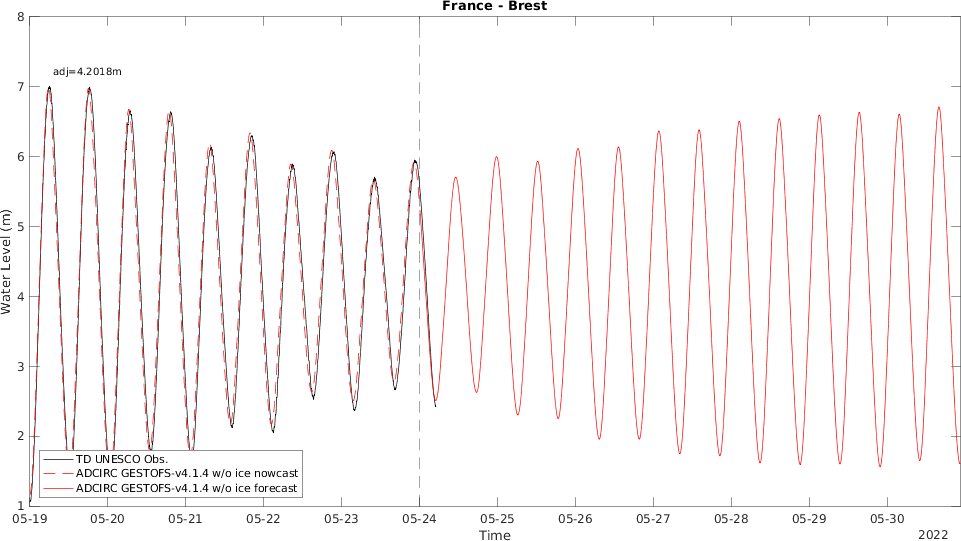 France - Brest
adj=4.2018m
8
7
6
5
4
3
2
1
Water Level (m)
TD UNESCO Obs.
ADCIRC GESTOFS-v4.1.4 w/o ice nowcast
ADCIRC GESTOFS-v4.1.4 w/o ice forecast
05-19 05-20 05-21 05-22 05-23 05-24 05-25 05-26 05-27 05-28 05-29 05-30
Time
2022